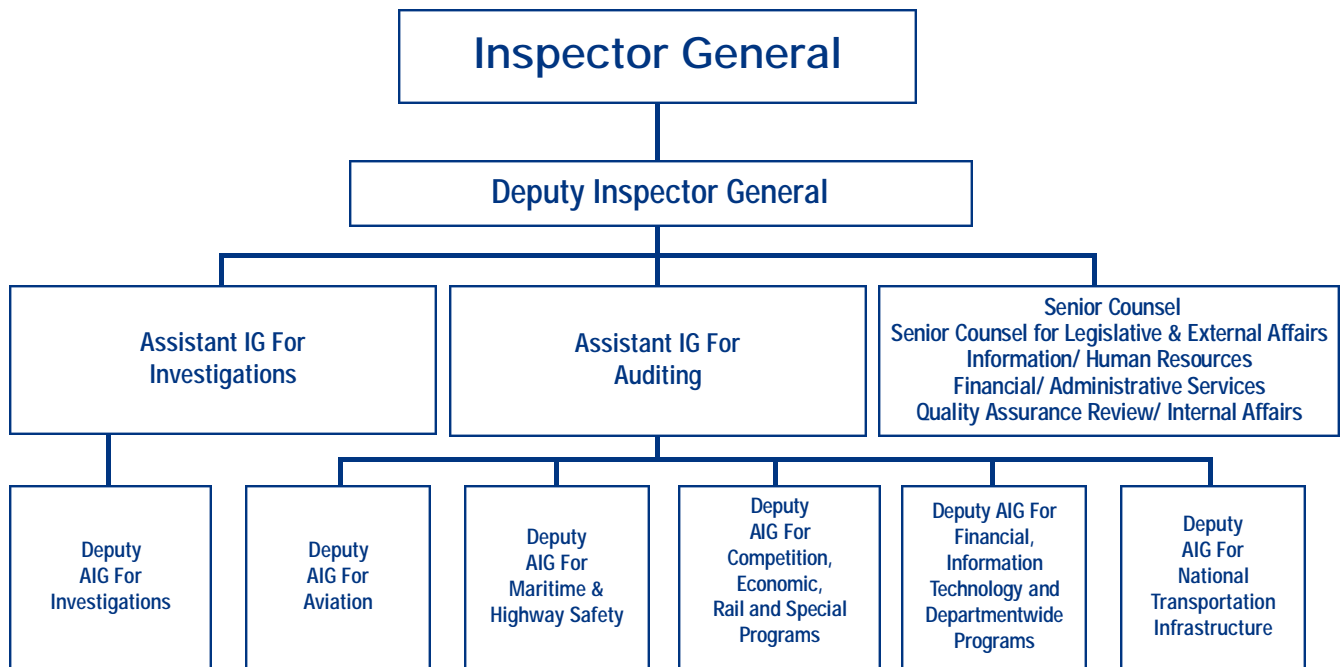 Inspector General
Deputy Inspector General
Assistant IG For
Investigations
Assistant IG For
Auditing
Senior Counsel
Senior Counsel for Legislative & External Affairs
Information/ Human Resources
Financial/ Administrative Services
Quality Assurance Review/ Internal Affairs
Deputy
AIG For
Investigations
Deputy
AIG For
Aviation
Deputy
AIG For
Maritime &
Highway Safety
Deputy
AIG For
Competition,
Economic,
Rail and Special
Programs
Deputy AIG For
Financial,
Information
Technology and
Departmentwide
Programs
Deputy
AIG For
National
Transportation
Infrastructure